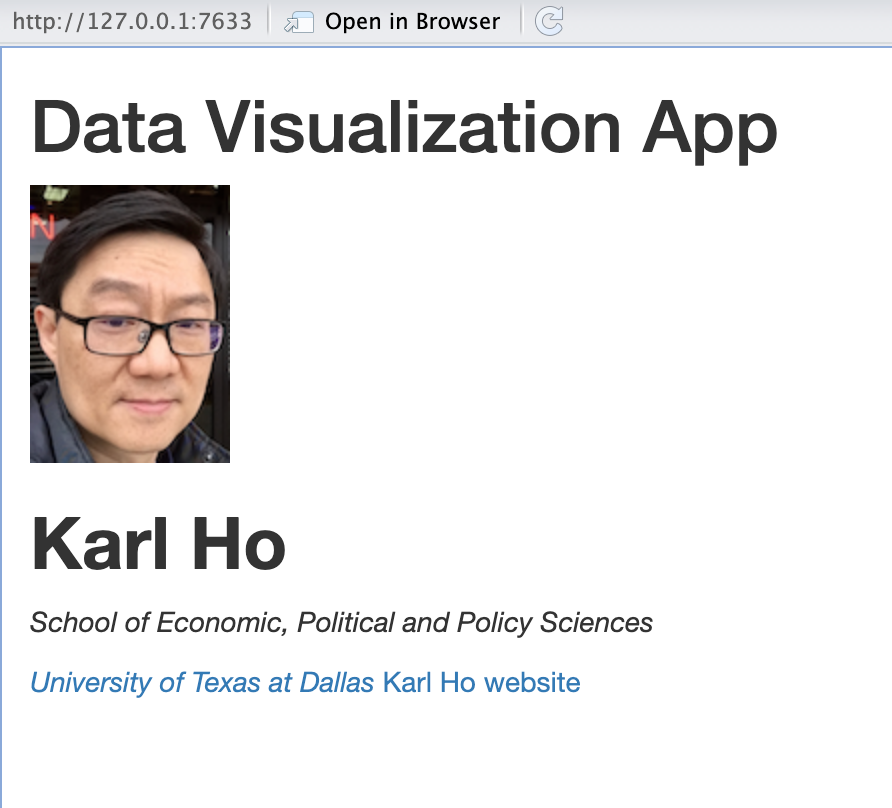 http://127.0.0.1:7633 Open in Browser
Data Visualization App
N
Karl Ho
School of Economic, Political and Policy Sciences
University of Texas at Dallas Karl Ho website